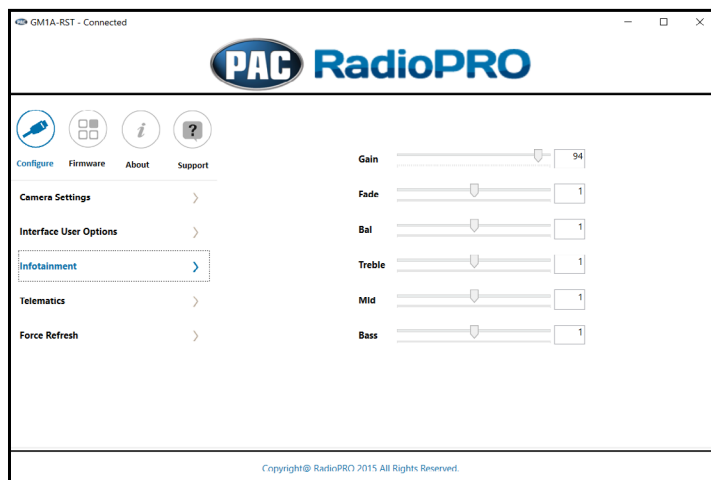 GM1A-RST - Connected
PAC RadioPRO
Configure Firmware About Support
Camera Settings
Interface User Options
Infotainment
Telematics
Force Refresh
Gain 94
Fade 1
Bal 1
Treble 1
Mid 1
Bass 1
Copyright@ RadioPRO 2015 All Rights Reserved.